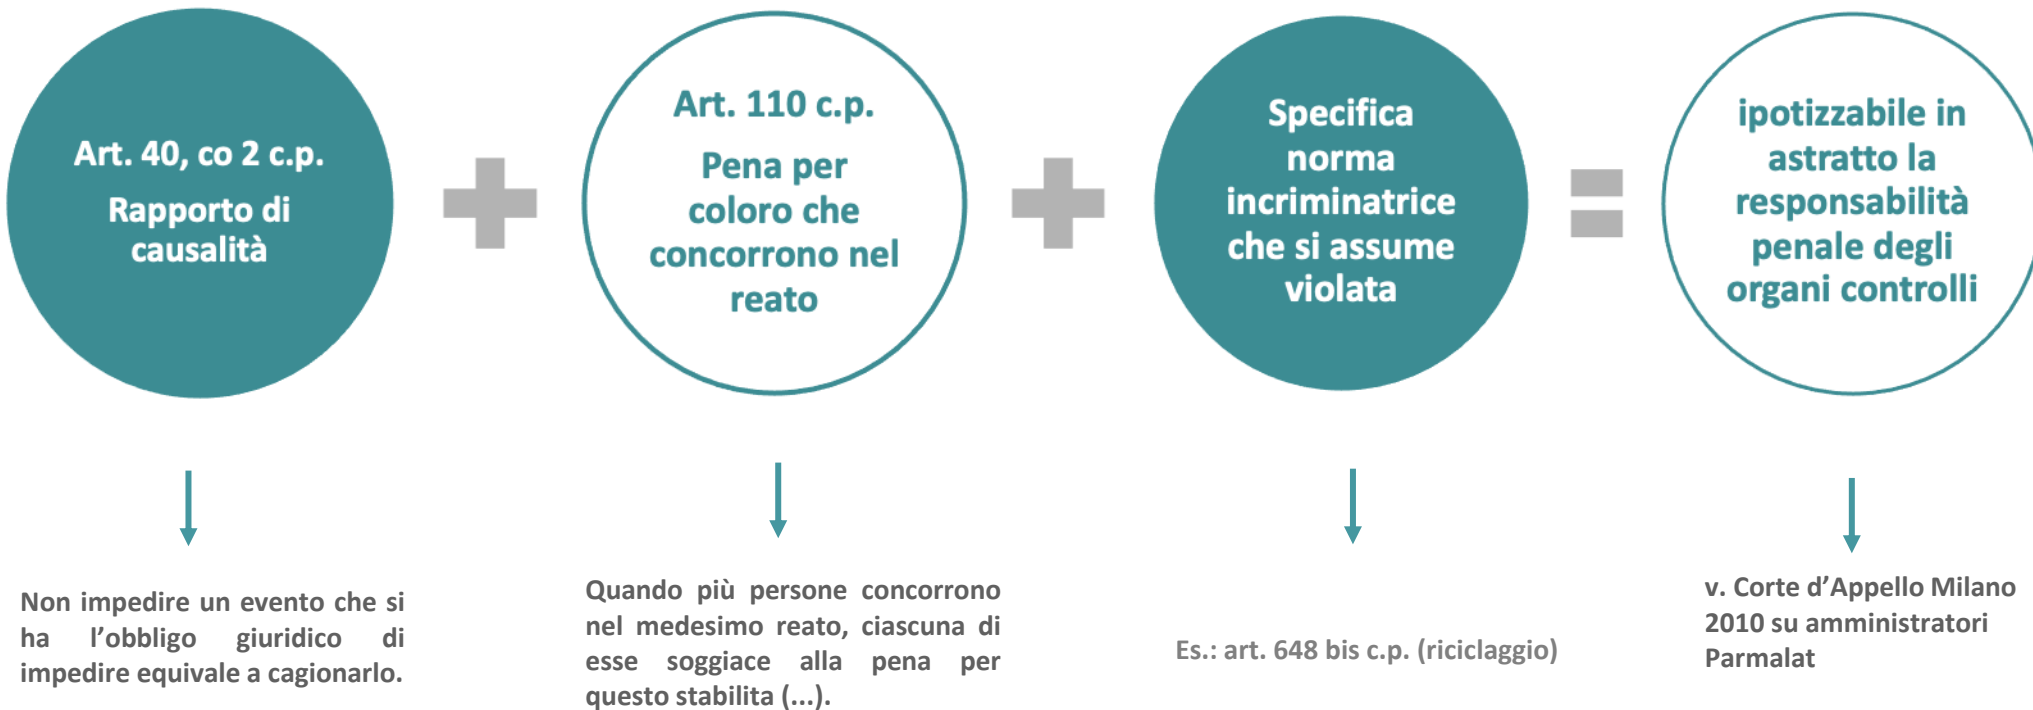 Art. 40, co 2 c.p.
Rapporto di
causalità
Art. 110 c.p.
Pena per
coloro che
concorrono nel
reato
Specifica
norma
incriminatrice
che si assume
violata
ipotizzabile in
astratto la
responsabilità
penale degli
organi controlli
Non impedire un evento che si
ha l’obbligo giuridico di
impedire equivale a cagionarlo.
Quando più persone concorrono
nel medesimo reato, ciascuna di
esse soggiace alla pena per
questo stabilita (...).
Es.: art. 648 bis c.p. (riciclaggio)
v. Corte d’Appello Milano
2010 su amministratori
Parmalat